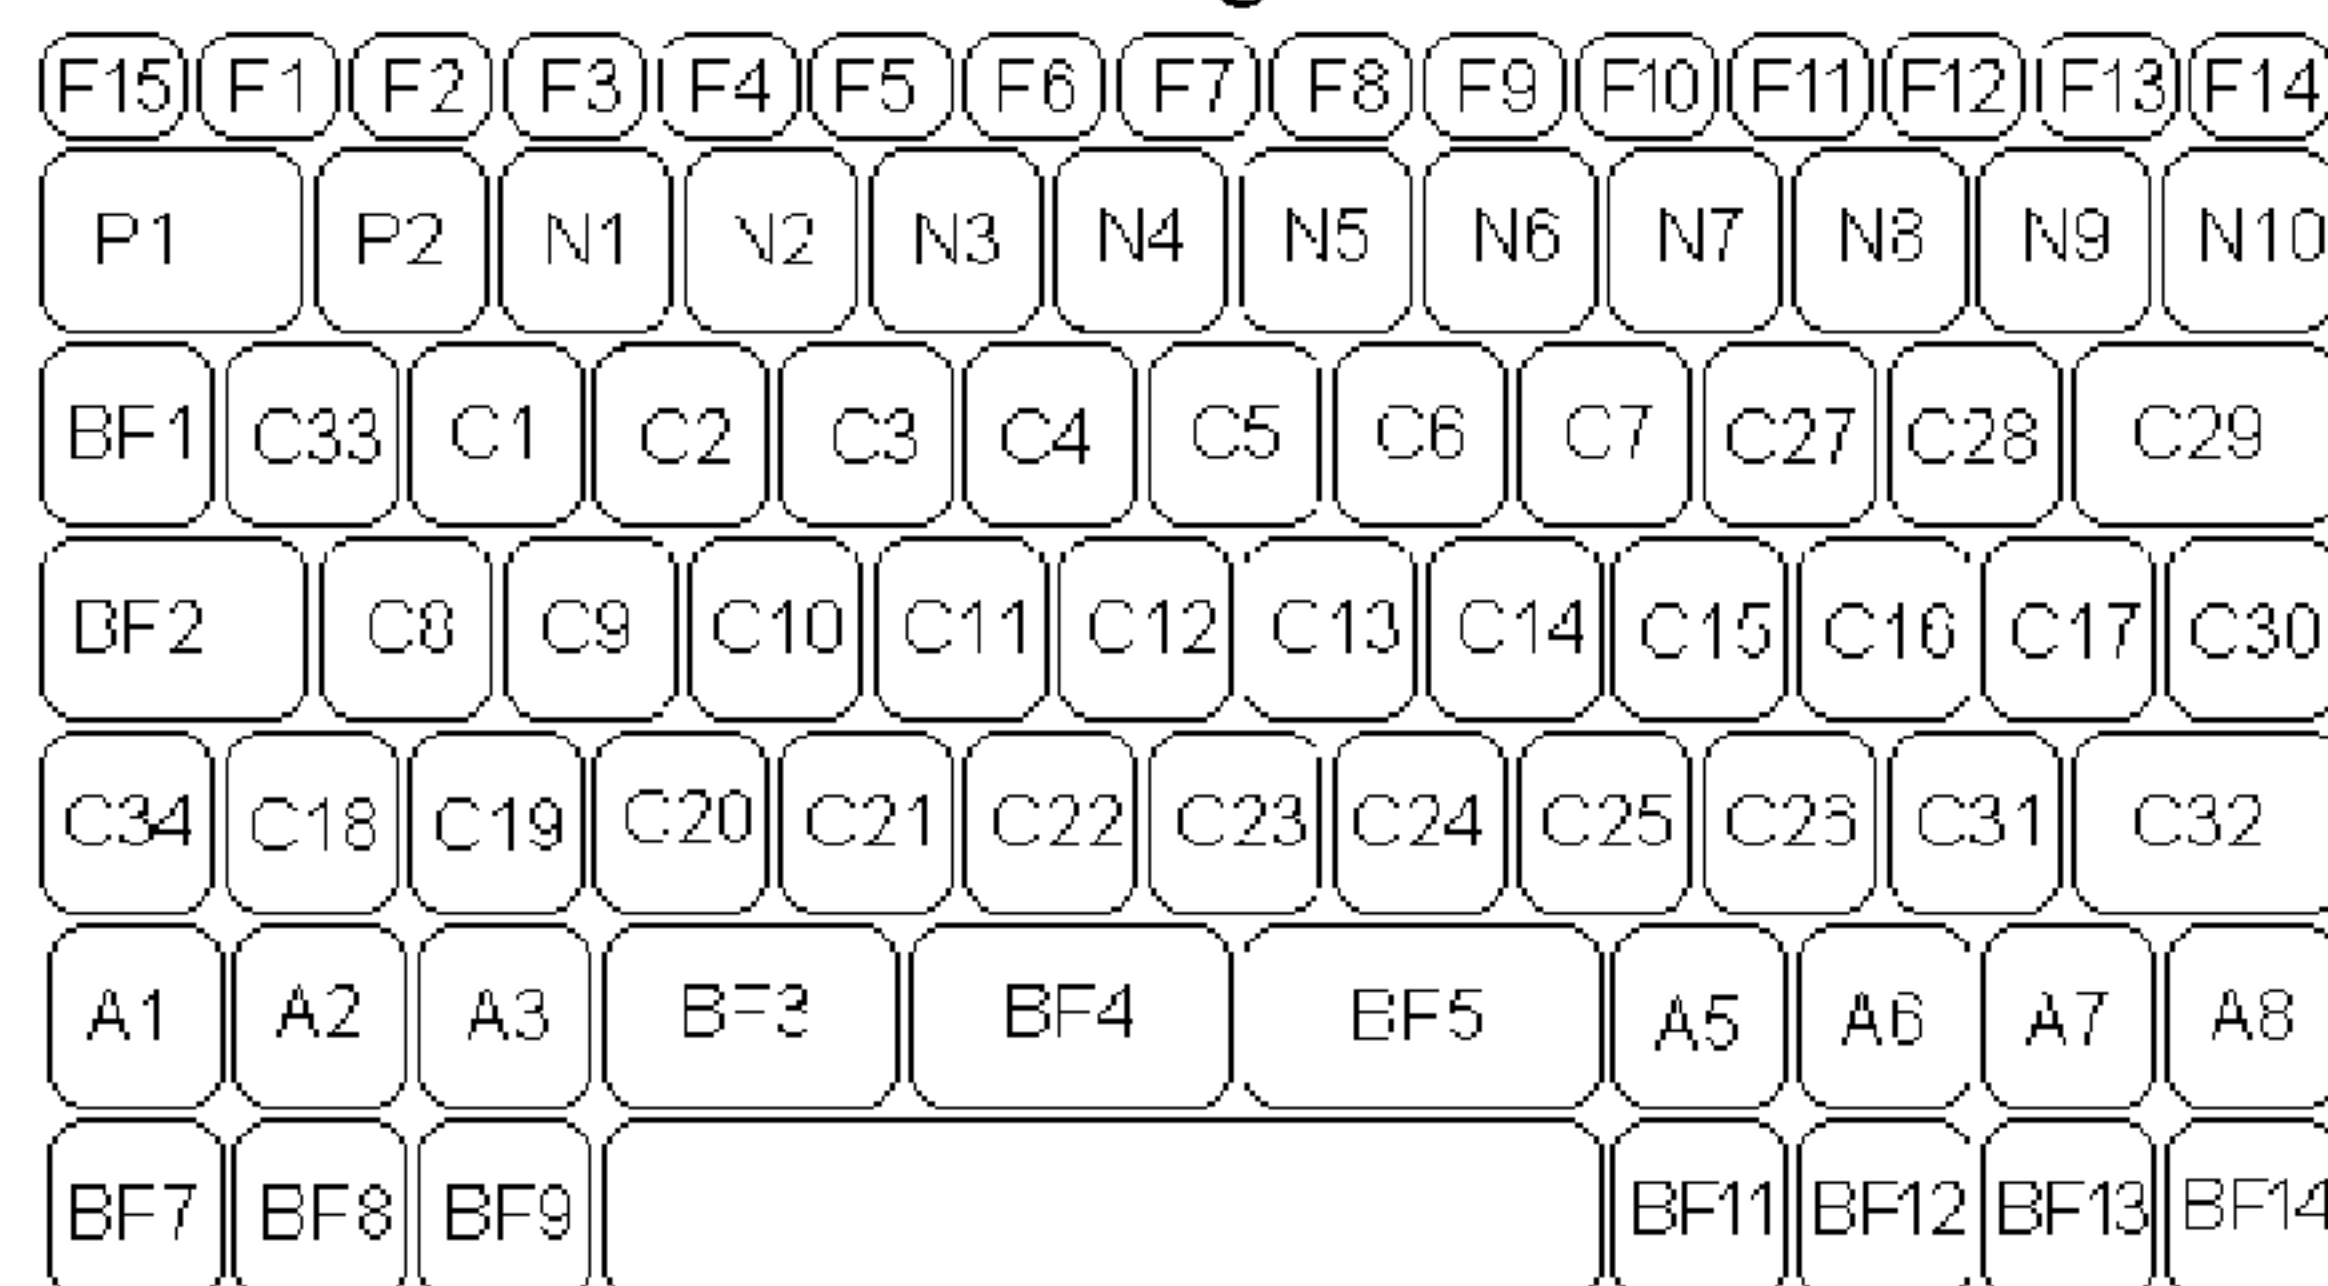 F15 F1 F2 F3 F4 F5 F6 F7 F8 F9 F10 F11 F12 F13 F14
P1 P2 N1 N2 N3 N4 N5 N6 N7 N8 N9 N10
BF1 C33 C1 C2 C3 C4 C5 C6 C7 C27 C28 C29
BF2 C8 C9 C10 C11 C12 C13 C14 C15 C16 C17 C30
C34 C18 C19 C20 C21 C22 C23 C24 C25 C26 C31 C32
A1 A2 A3 BF3 BF4 BF5 A5 A6 A7 A8
BF7 BF8 BF9 BF11 BF12 BF13 BF14